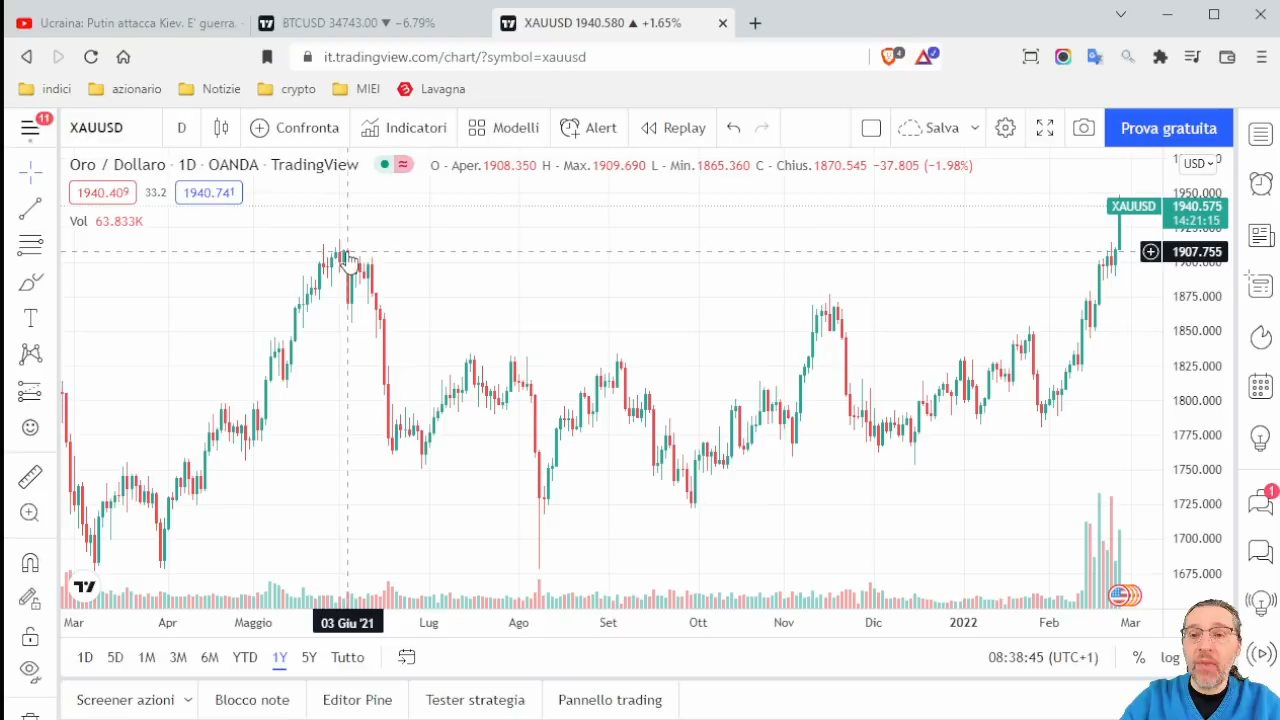 Ucraina: Putin attacca Kiev. E' guerra.
BTCUSD 34743.00 ▼ −6.79%
XAUUSD 1940.580 ▲ +1.65%
it.tradingview.com/chart/?symbol=xauusd
4
indici
azionario
Notizie
crypto
MIEI
Lavagna
11
XAUUSD
D
Confronta
Indicatori
Modelli
Alert
Replay
Salva
Prova gratuita
Oro / Dollaro · 1D · OANDA · TradingView
O - Aper.1908.350 H - Max.1909.690 L - Min.1865.360 C - Chius.1870.545 −37.805 (−1.98%)
USD
1940.409
33.2
1940.741
Vol 63.833K
1950.000
XAUUSD
1940.575
14:21:15
1907.755
1875.000
1850.000
1825.000
1800.000
1775.000
1750.000
1725.000
1700.000
1675.000
1
Mar
Apr
Maggio
03 Giu '21
Lug
Ago
Set
Ott
Nov
Dic
2022
Feb
Mar
1D
5D
1M
3M
6M
YTD
1Y
5Y
Tutto
08:38:45 (UTC+1)
%
log
Screener azioni
Blocco note
Editor Pine
Tester strategia
Pannello trading